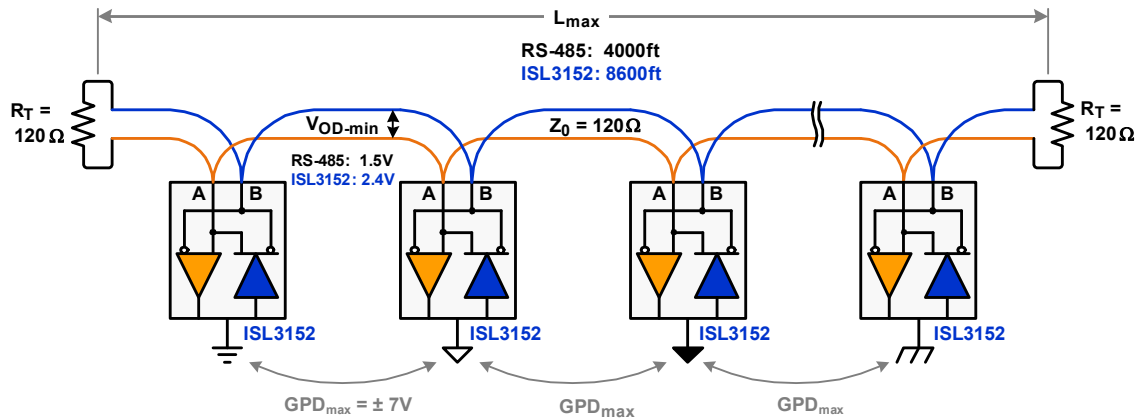 Lmax
RS-485: 4000ft
ISL3152: 8600ft
RT =
120 Ω
VOD-min
RS-485: 1.5V
ISL3152: 2.4V
Z0 = 120Ω
RT =
120 Ω
A B
A B
A B
A B
ISL3152
ISL3152
ISL3152
ISL3152
GPDmax = ± 7V
GPDmax
GPDmax